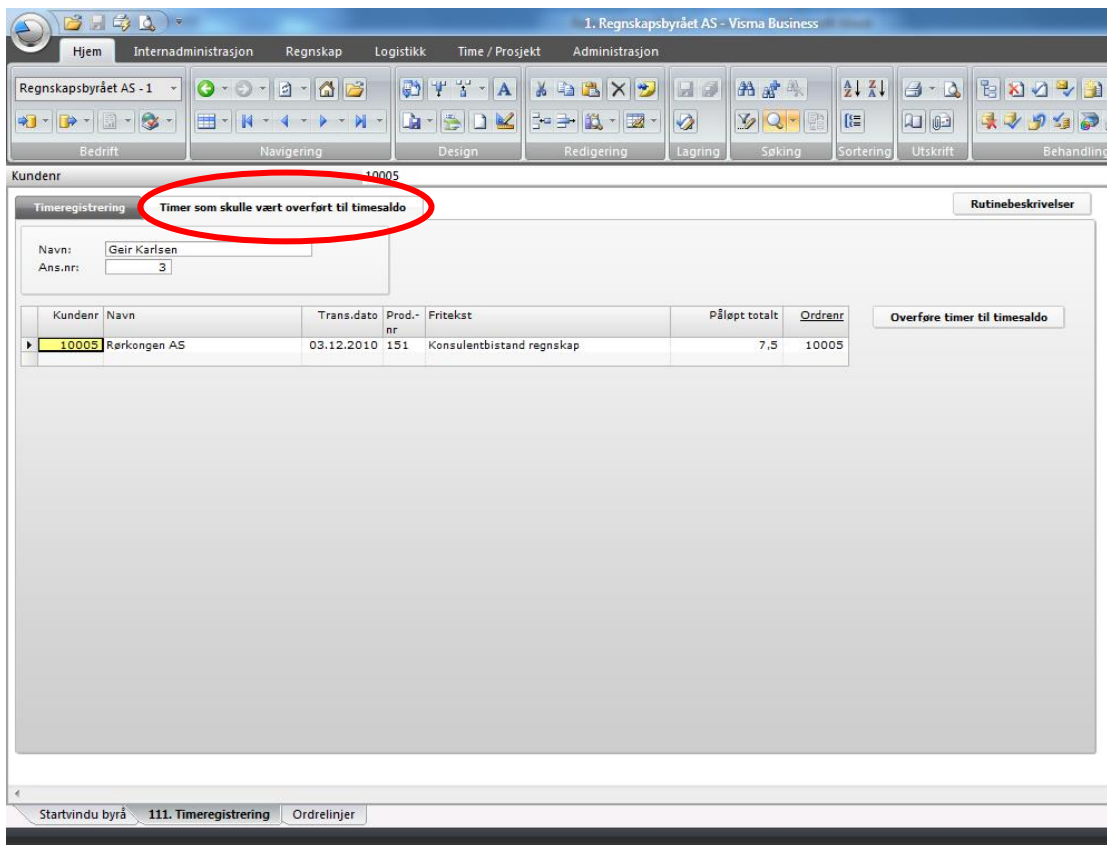 1. Regnskapsbyrået AS - Visma Business
Hjem Internadministrasjon Regnskap Logistikk Time / Prosjekt Administrasjon
Regnskapsbyrået AS - 1
Bedrift Navigering Design Redigering Lagring Søking Sortering Utskrift Behandling
Kundenr 10005
Timeregistrering Timer som skulle vært overført til timesaldo Rutinebeskrivelser
Navn: Geir Karlsen
Ans.nr: 3
Kundenr Navn Trans.dato Prod.- Fritekst Påløpt totalt Ordrenr Overføre timer til timesaldo
nr
10005 Rørkongen AS 03.12.2010 151 Konsulentbistand regnskap 7,5 10005
Startvindu byrå 111. Timeregistrering Ordrelinjer